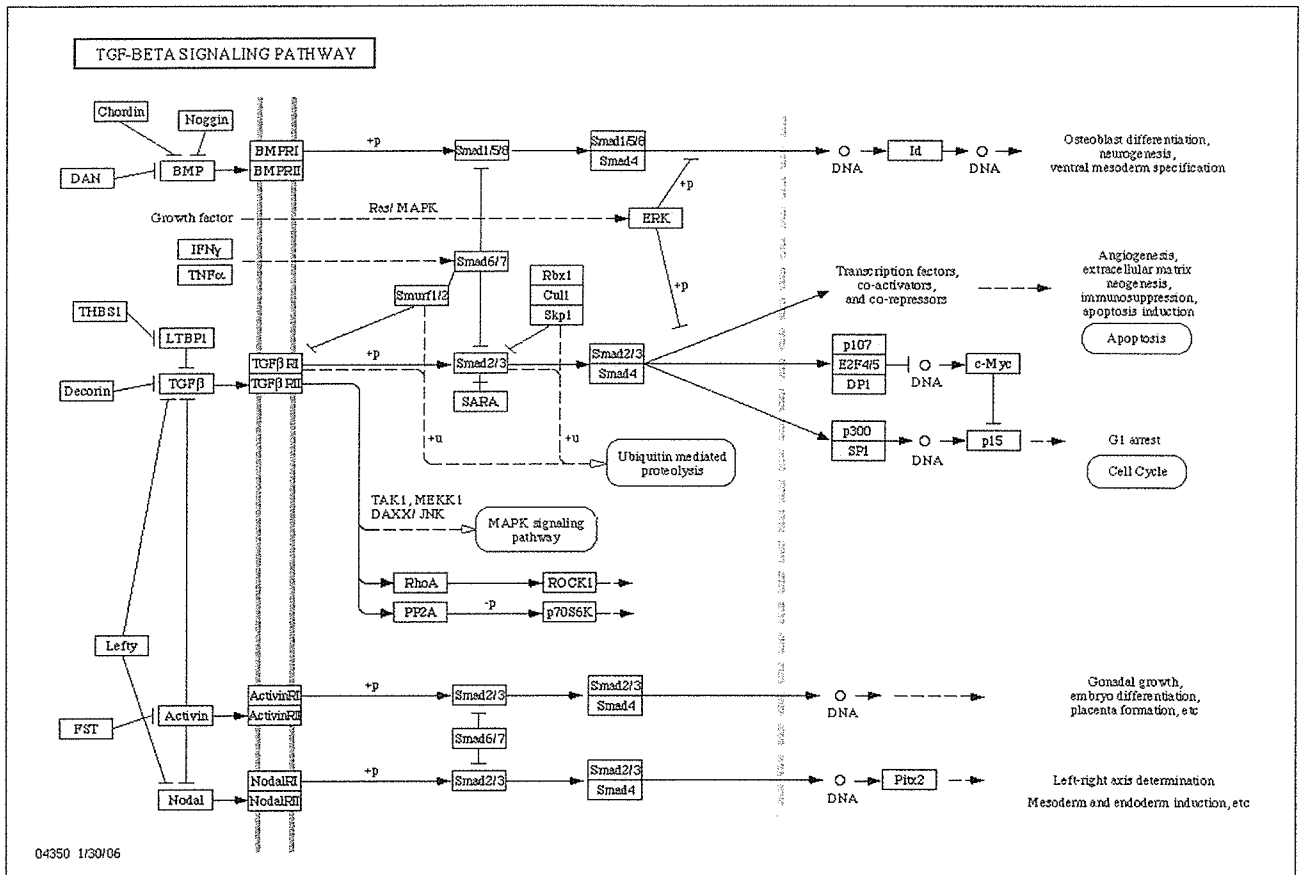 TGF-BETA SIGNALING PATHWAY
Chordin
Noggin
DAN
BMP
BMPRI
BMPRII
+p
Smad1/5/8
Smad1/5/8
Smad4
DNA
Id
DNA
Osteoblast differentiation,
neurogenesis,
ventral mesoderm specification
+p
Growth factor
Ras/ MAPK
ERK
IFNγ
TNFα
Smad6/7
Smurf1/2
Rbx1
Cul1
Skp1
+p
Transcription factors,
co-activators,
and co-repressors
Angiogenesis,
extracellular matrix
neogenesis,
immunosuppression,
apoptosis induction
Apoptosis
THBS1
LTBP1
Decorin
TGFβ
TGFβ RI
TGFβ RII
+p
Smad2/3
SARA
Smad2/3
Smad4
p107
E2F4/5
DP1
DNA
c-Myc
p300
SP1
DNA
p15
G1 arrest
Cell Cycle
+u
+u
Ubiquitin mediated
proteolysis
TAK1, MEKK1
DAXX/ JNK
MAPK signaling
pathway
RhoA
ROCK1
PP2A
-p
p70S6K
Lefty
FST
Activin
ActivinRI
ActivinRII
+p
Smad2/3
Smad2/3
Smad4
DNA
Gonadal growth,
embryo differentiation,
placenta formation, etc
Smad6/7
Nodal
NodalRI
NodalRII
+p
Smad2/3
Smad2/3
Smad4
DNA
Pitx2
Left-right axis determination
Mesoderm and endoderm induction, etc
04350 1/30/06